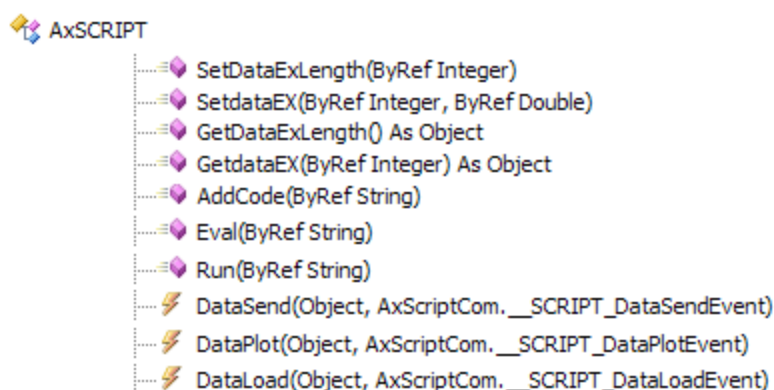 AxSCRIPT
SetDataExLength(ByRef Integer)
SetdataEX(ByRef Integer, ByRef Double)
GetDataExLength() As Object
GetdataEX(ByRef Integer) As Object
AddCode(ByRef String)
Eval(ByRef String)
Run(ByRef String)
DataSend(Object, AxScriptCom.__SCRIPT_DataSendEvent)
DataPlot(Object, AxScriptCom.__SCRIPT_DataPlotEvent)
DataLoad(Object, AxScriptCom.__SCRIPT_DataLoadEvent)